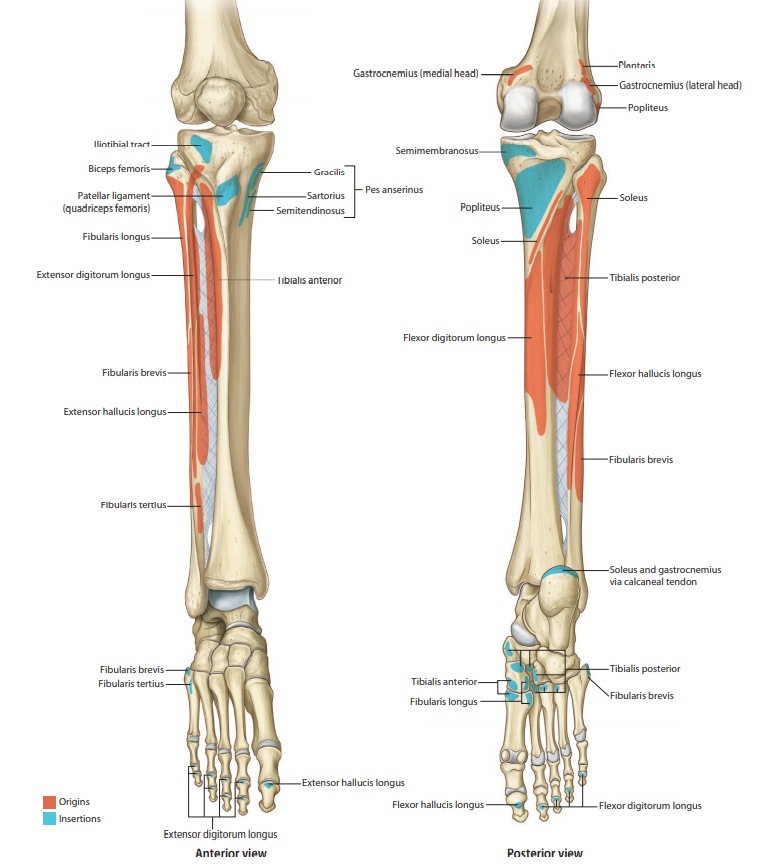 Gastrocnemius (medial head)
Plantaris
Gastrocnemius (lateral head)
Popliteus
Iliotibial tract
Biceps femoris
Patellar ligament
(quadriceps femoris)
Fibularis longus
Extensor digitorum longus
Fibularis brevis
Extensor hallucis longus
Fibularis tertius
Gracilis
Sartorius
Semitendinosus
Pes anserinus
Tibialis anterior
Semimembranosus
Popliteus
Soleus
Flexor digitorum longus
Soleus
Tibialis posterior
Flexor hallucis longus
Fibularis brevis
Soleus and gastrocnemius
via calcaneal tendon
Fibularis brevis
Fibularis tertius
Extensor hallucis longus
Extensor digitorum longus
Tibialis anterior
Fibularis longus
Tibialis posterior
Fibularis brevis
Flexor hallucis longus
Flexor digitorum longus
Origins
Insertions
Anterior view
Posterior view